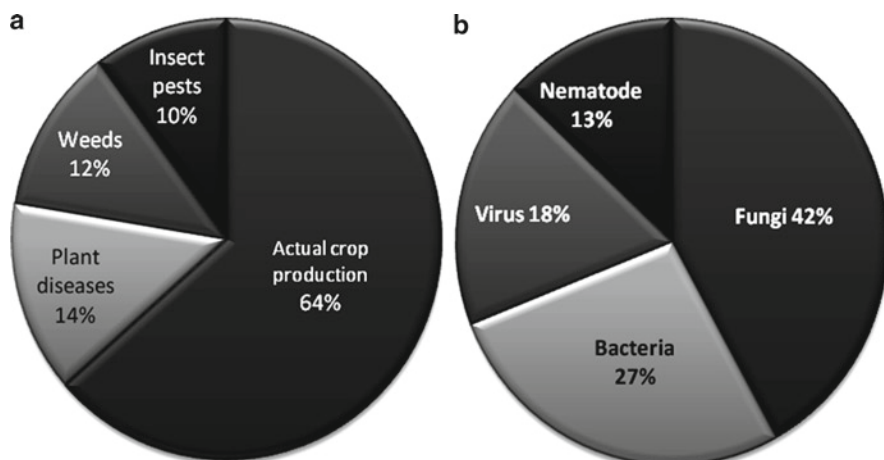 a
Insect
pests
10%
Weeds
12%
Plant
diseases
14%
Actual crop
production
64%
b
Nematode
13%
Virus 18%
Fungi 42%
Bacteria
27%